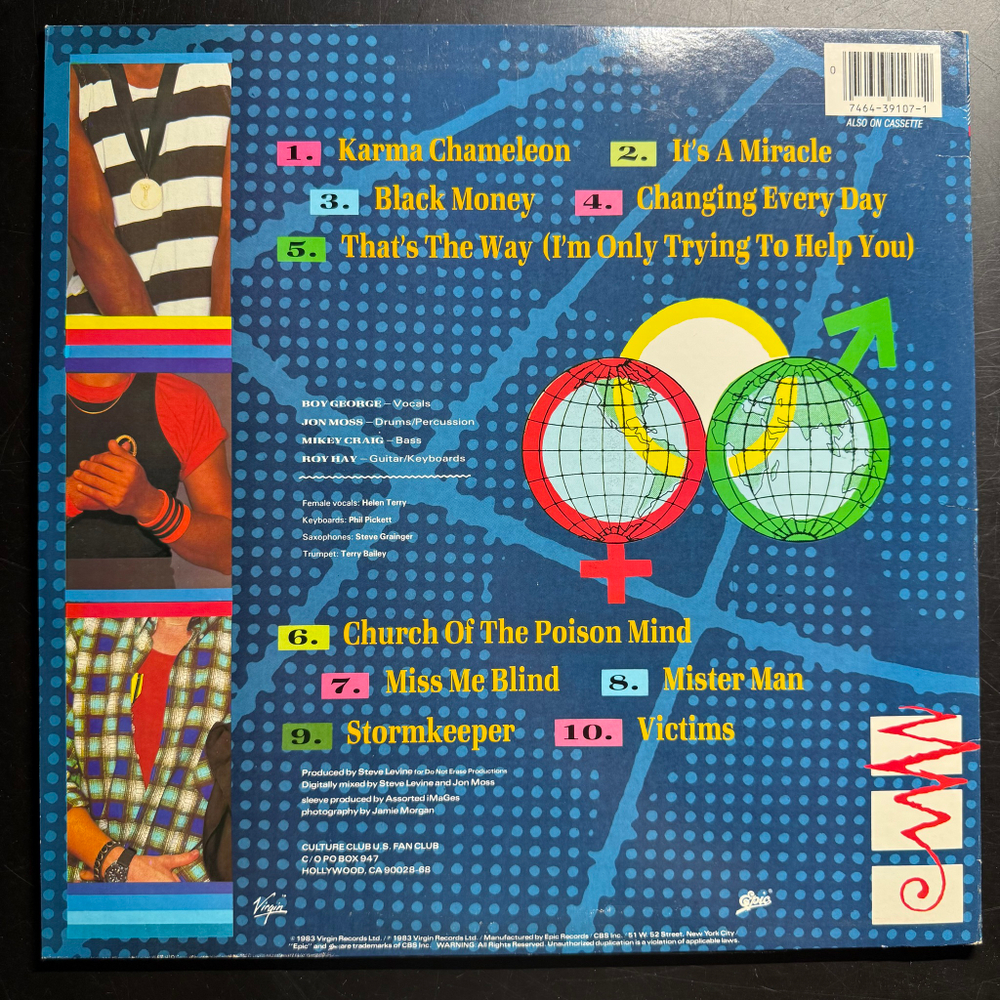 0
7464-39107-1
ALSO ON CASSETTE
1. Karma Chameleon 2. It's A Miracle
3. Black Money 4. Changing Every Day
5. That's The Way (I'm Only Trying To Help You)
BOY GEORGE – Vocals
JON MOSS – Drums/Percussion
MIKEY CRAIG – Bass
ROY HAY – Guitar/Keyboards
Female vocals: Helen Terry
Keyboards: Phil Pickett
Saxophones: Steve Grainger
Trumpet: Terry Bailey
6. Church Of The Poison Mind
7. Miss Me Blind 8. Mister Man
9. Stormkeeper 10. Victims
Produced by Steve Levine for Do Not Erase Productions
Digitally mixed by Steve Levine and Jon Moss
sleeve produced by Assorted iMaGes
photography by Jamie Morgan
CULTURE CLUB U.S. FAN CLUB
C/O PO BOX 947
HOLLYWOOD, CA 90028-68
Virgin Epic
© 1983 Virgin Records Ltd. / ℗ 1983 Virgin Records Ltd. / Manufactured by Epic Records / CBS Inc. / 51 W. 52 Street, New York City /
"Epic" and are trademarks of CBS Inc. WARNING: All Rights Reserved. Unauthorized duplication is a violation of applicable laws.